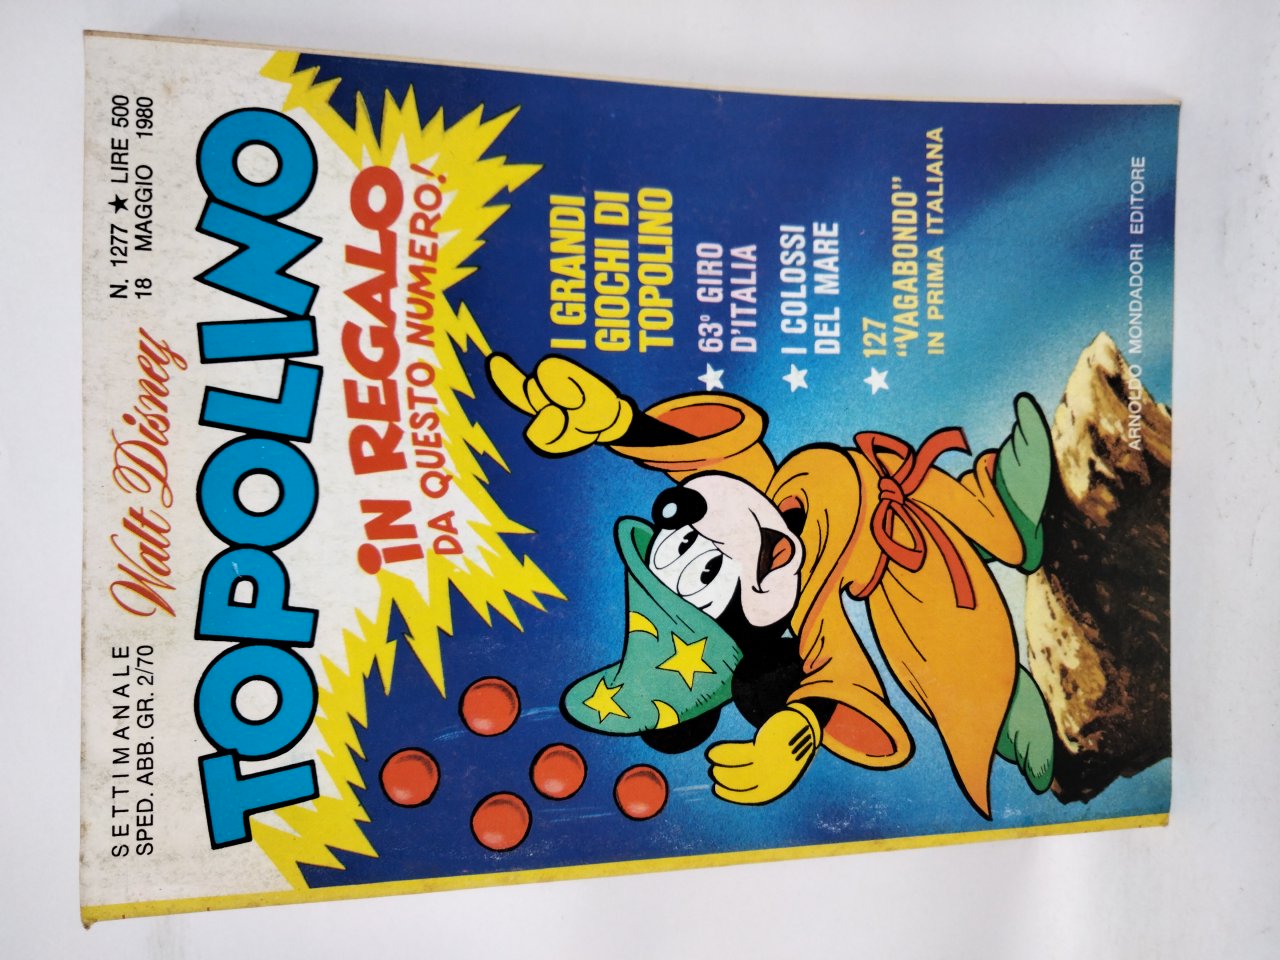 SETTIMANALE
SPED. ABB. GR. 2/70
Walt Disney
N. 1277 ★ LIRE 500
18 MAGGIO 1980
TOPOLINO
iN REGALO
DA QUESTO NUMERO!
I GRANDI
GIOCHI DI
TOPOLINO
★ 63º GIRO
D'ITALIA
★ I COLOSSI
DEL MARE
★ 127
"VAGABONDO"
IN PRIMA ITALIANA
ARNOLDO MONDADORI EDITORE